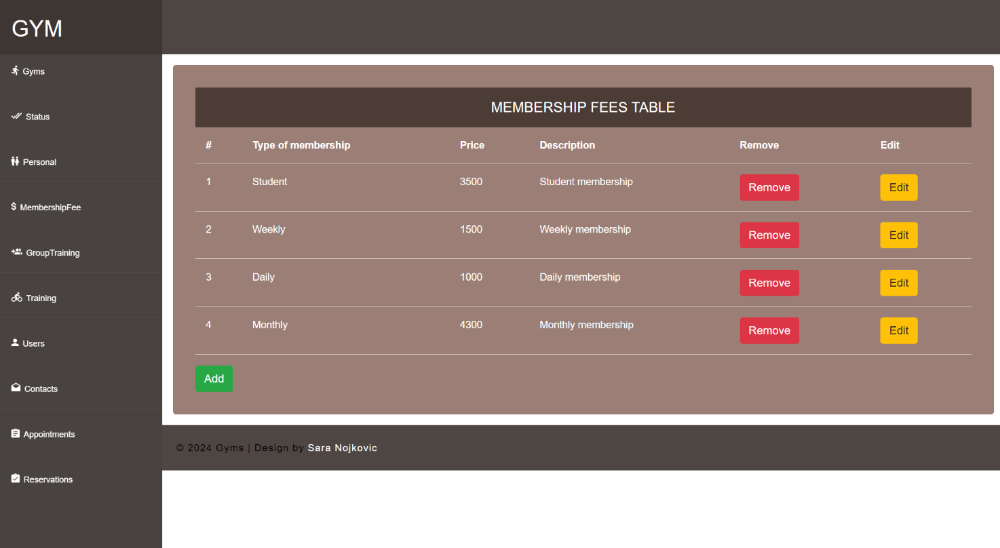 GYM
Gyms
Status
Personal
$ MembershipFee
GroupTraining
Training
Users
Contacts
Appointments
Reservations
MEMBERSHIP FEES TABLE
# Type of membership Price Description Remove Edit
1 Student 3500 Student membership Remove Edit
2 Weekly 1500 Weekly membership Remove Edit
3 Daily 1000 Daily membership Remove Edit
4 Monthly 4300 Monthly membership Remove Edit
Add
© 2024 Gyms | Design by Sara Nojkovic